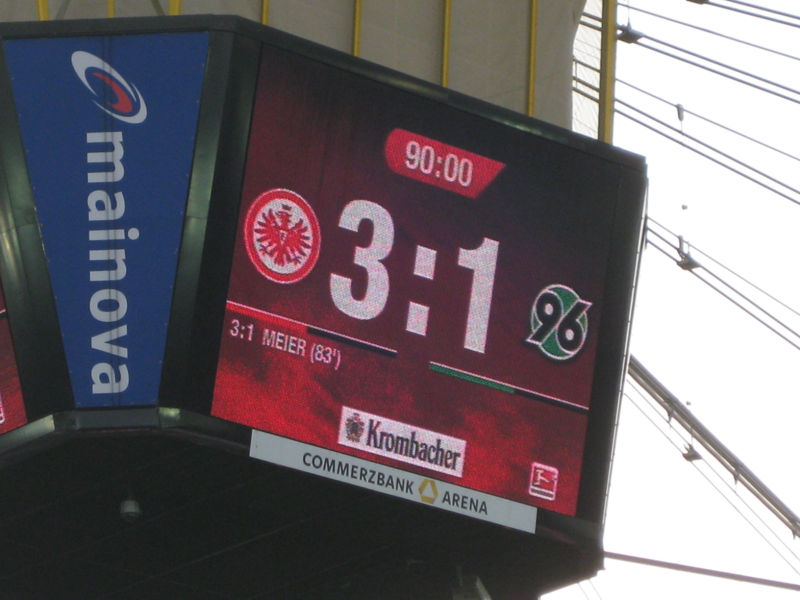 mainova
90:00
3:1
96
3:1 MEIER (83')
Krombacher
COMMERZBANK ARENA